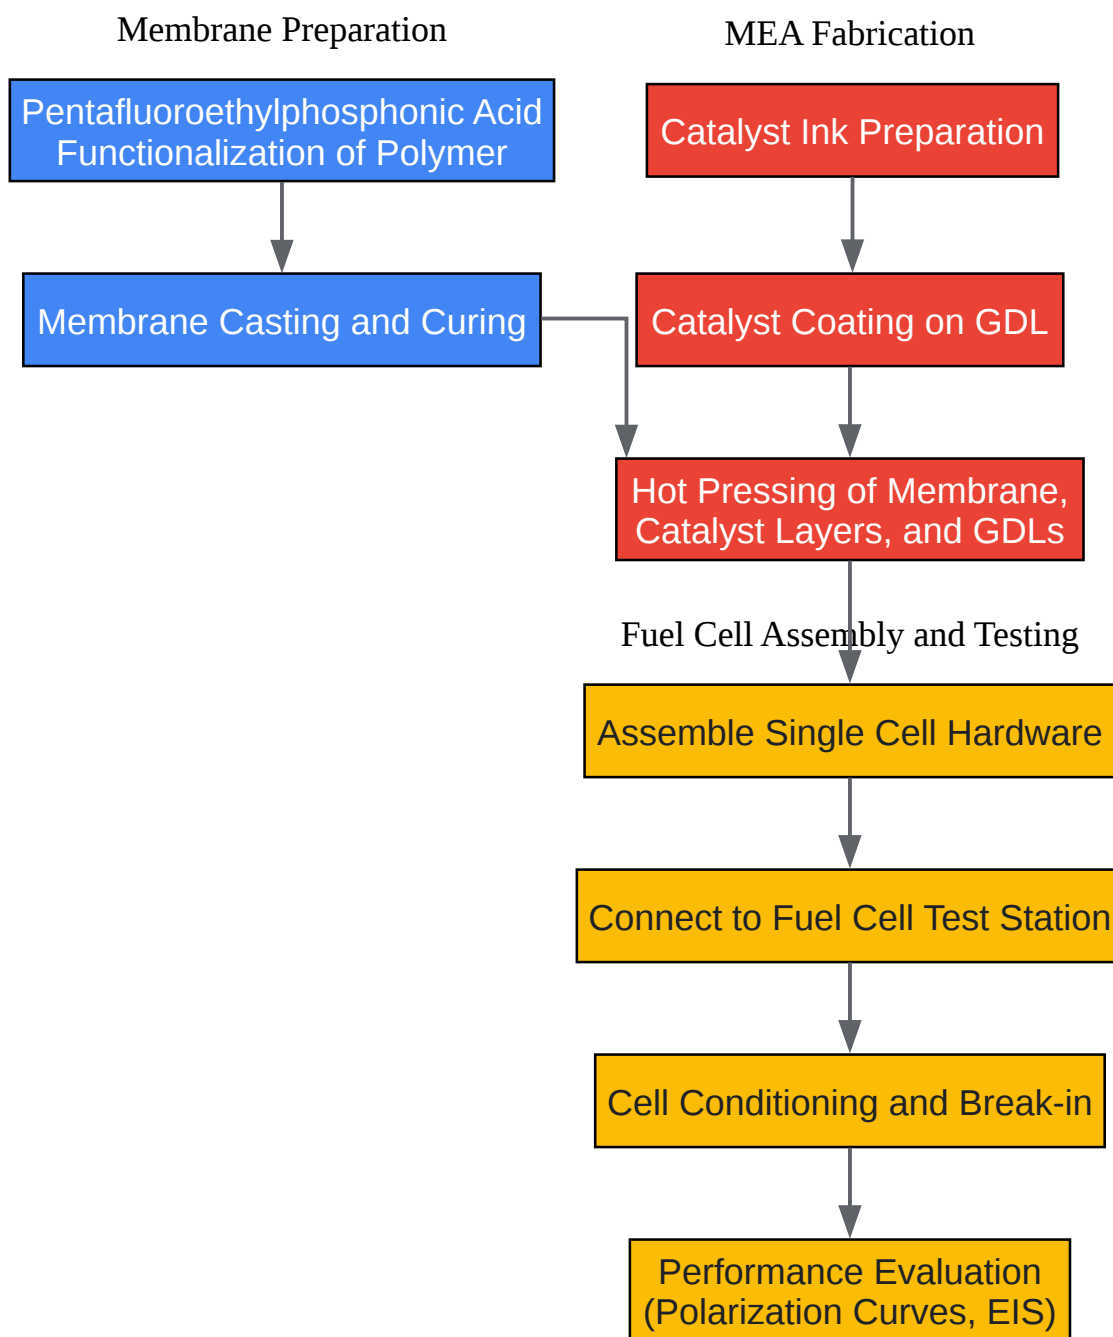 Membrane Preparation
MEA Fabrication
Pentafluoroethylphosphonic Acid
Functionalization of Polymer
Catalyst Ink Preparation
Membrane Casting and Curing
Catalyst Coating on GDL
Hot Pressing of Membrane,
Catalyst Layers, and GDLs
Fuel Cell Assembly and Testing
Assemble Single Cell Hardware
Connect to Fuel Cell Test Station
Cell Conditioning and Break-in
Performance Evaluation
(Polarization Curves, EIS)